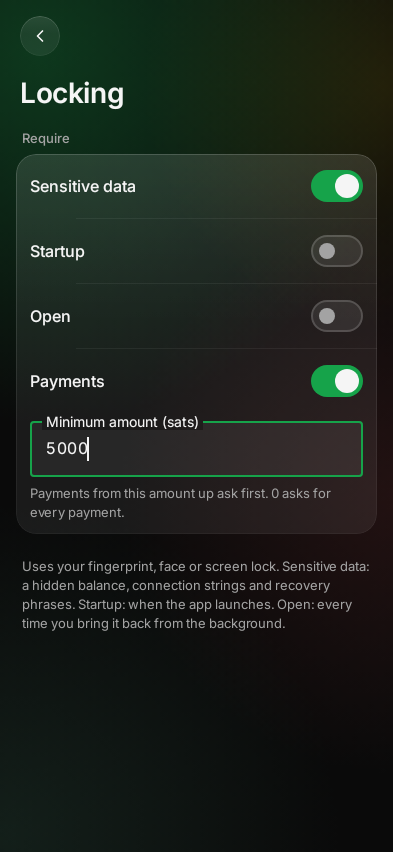 Locking
Require
Sensitive data
Startup
Open
Payments
Minimum amount (sats)
5000
Payments from this amount up ask first. 0 asks for
every payment.
Uses your fingerprint, face or screen lock. Sensitive data:
a hidden balance, connection strings and recovery
phrases. Startup: when the app launches. Open: every
time you bring it back from the background.